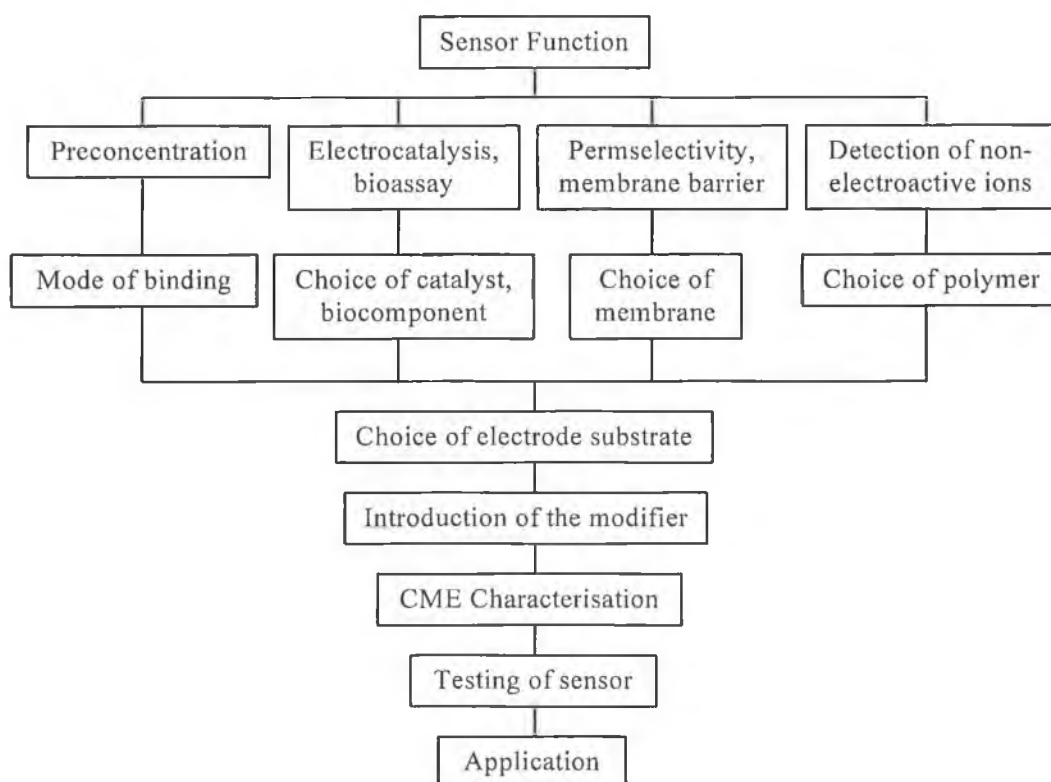 Sensor Function
Preconcentration
Electrocatalysis,
bioassay
Permselectivity,
membrane barrier
Detection of non-
electroactive ions
Mode of binding
Choice of catalyst,
biocomponent
Choice of
membrane
Choice of polymer
Choice of electrode substrate
Introduction of the modifier
CME Characterisation
Testing of sensor
Application